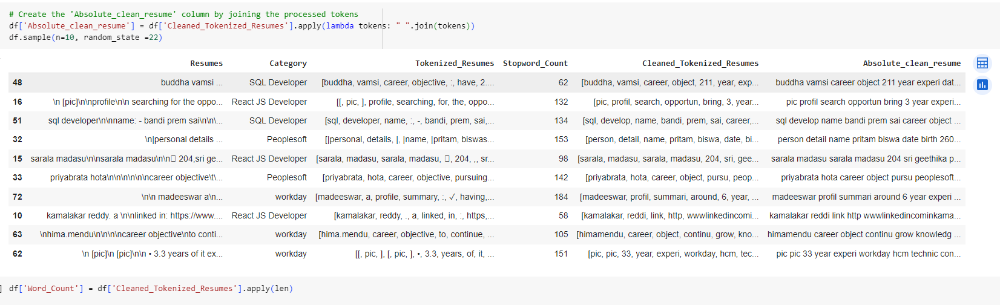 # Create the 'Absolute_clean_resume' column by joining the processed tokens
df['Absolute_clean_resume'] = df['Cleaned_Tokenized_Resumes'].apply(lambda tokens: " ".join(tokens))
df.sample(n=10, random_state =22)
Resumes Category Tokenized_Resumes Stopword_Count Cleaned_Tokenized_Resumes Absolute_clean_resume
48 buddha vamsi ... SQL Developer [buddha, vamsi, career, objective, :, have, 2.... 62 [buddha, vamsi, career, object, 211, year, exp... buddha vamsi career object 211 year experi dat...
16 \n [pic]\n\nprofile\n\n searching for the oppo... React JS Developer [[, pic, ], profile, searching, for, the, oppo... 132 [pic, profil, search, opportun, bring, 3, year... pic profil search opportun bring 3 year experi...
51 sql developer\n\nname: - bandi prem sai\n\n\... SQL Developer [sql, developer, name, :, -, bandi, prem, sai,... 134 [sql, develop, name, bandi, prem, sai, career,... sql develop name bandi prem sai career object ...
32 \n|personal details ... Peoplesoft [|personal, details, |, |name, |pritam, biswas... 153 [person, detail, name, pritam, biswa, date, bi... person detail name pritam biswa date birth 260...
15 sarala madasu\n\nsarala madasu\n\n 204,sri ge... React JS Developer [sarala, madasu, sarala, madasu, , 204, ,, sr... 98 [sarala, madasu, sarala, madasu, 204, sri, gee... sarala madasu sarala madasu 204 sri geethika p...
33 priyabrata hota\n\n\n\n\n\ncareer objective\t\... Peoplesoft [priyabrata, hota, career, objective, pursuing... 142 [priyabrata, hota, career, object, pursu, peop... priyabrata hota career object pursu peoplesoft...
72 \n\n madeeswar a\n... workday [madeeswar, a, profile, summary, :, ✓, having,... 184 [madeeswar, profil, summari, around, 6, year, ... madeeswar profil summari around 6 year experi ...
10 kamalakar reddy. a \n\nlinked in: https://www.... React JS Developer [kamalakar, reddy, ., a, linked, in, :, https,... 58 [kamalakar, reddi, link, http, wwwlinkedincomi... kamalakar reddi link http wwwlinkedincominkama...
63 \nhima.mendu\n\n\n\ncareer objective\nto conti... workday [hima.mendu, career, objective, to, continue, ... 105 [himamendu, career, object, continu, grow, kno... himamendu career object continu grow knowledg ...
62 \n [pic]\n [pic]\n\n • 3.3 years of it ex... workday [[, pic, ], [, pic, ], •, 3.3, years, of, it, ... 151 [pic, pic, 33, year, experi, workday, hcm, tec... pic pic 33 year experi workday hcm technic con...
] df['Word_Count'] = df['Cleaned_Tokenized_Resumes'].apply(len)